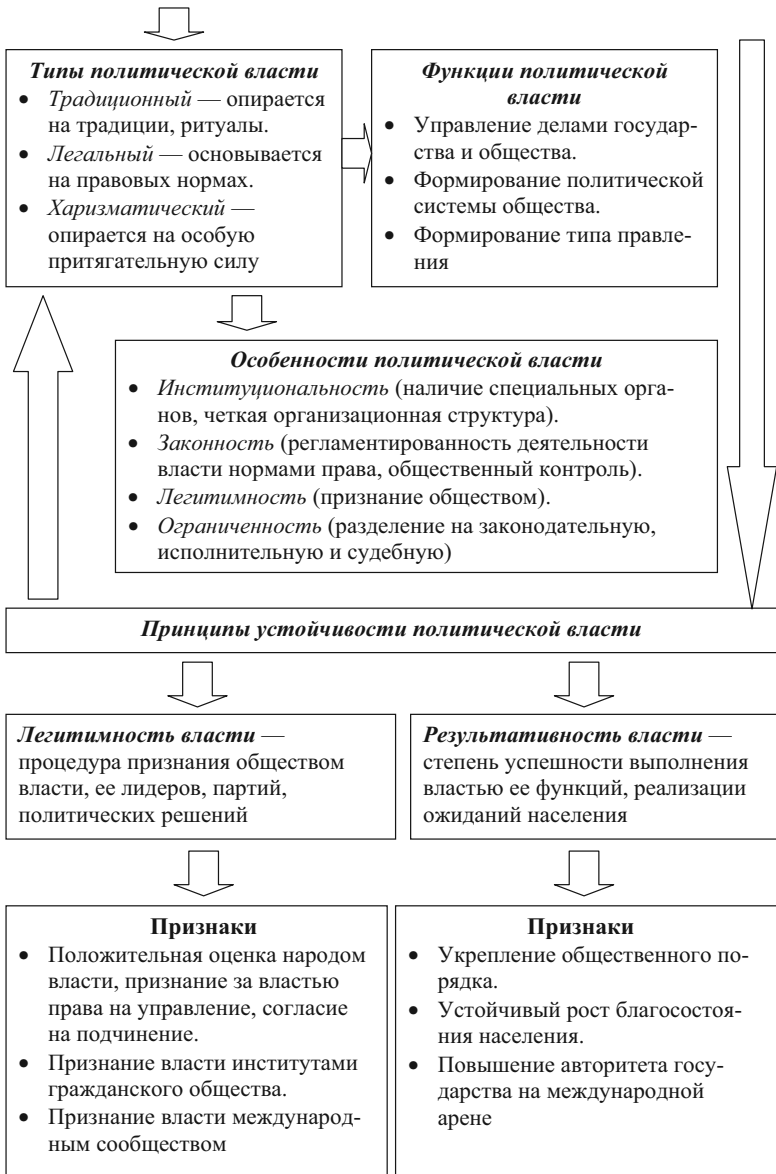 Типы политической власти
• Традиционный — опирается
на традиции, ритуалы.
• Легальный — основывается
на правовых нормах.
• Харизматический —
опирается на особую
притягательную силу
Функции политической
власти
• Управление делами государ-
ства и общества.
• Формирование политической
системы общества.
• Формирование типа правле-
ния
Особенности политической власти
• Институциональность (наличие специальных орга-
нов, четкая организационная структура).
• Законность (регламентированность деятельности
власти нормами права, общественный контроль).
• Легитимность (признание обществом).
• Ограниченность (разделение на законодательную,
исполнительную и судебную)
Принципы устойчивости политической власти
Легитимность власти —
процедура признания обществом
власти, ее лидеров, партий,
политических решений
Результативность власти —
степень успешности выполнения
властью ее функций, реализации
ожиданий населения
Признаки
• Положительная оценка народом
власти, признание за властью
права на управление, согласие
на подчинение.
• Признание власти институтами
гражданского общества.
• Признание власти международ-
ным сообществом
Признаки
• Укрепление общественного по-
рядка.
• Устойчивый рост благосостоя-
ния населения.
• Повышение авторитета госу-
дарства на международной
арене